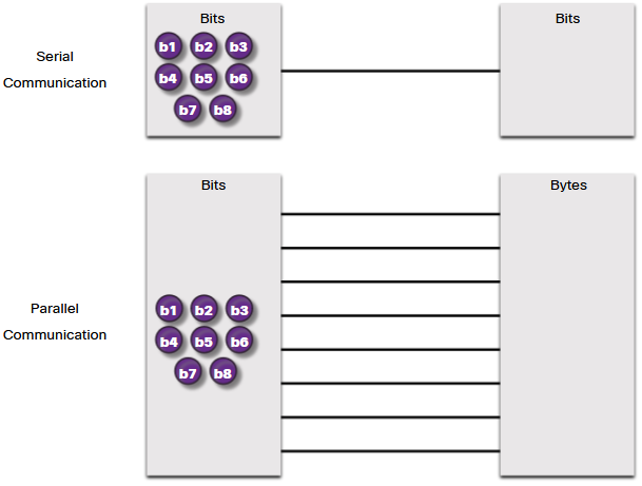 Bits
Bits
Serial
Communication
b1 b2 b3
b4 b5 b6
b7 b8
Bits
Bytes
Parallel
Communication
b1 b2 b3
b4 b5 b6
b7 b8